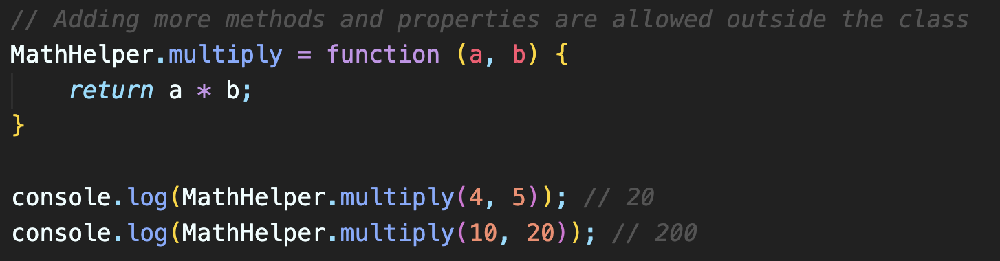 // Adding more methods and properties are allowed outside the class
MathHelper.multiply = function (a, b) {
    return a * b;
}
console.log(MathHelper.multiply(4, 5)); // 20
console.log(MathHelper.multiply(10, 20)); // 200